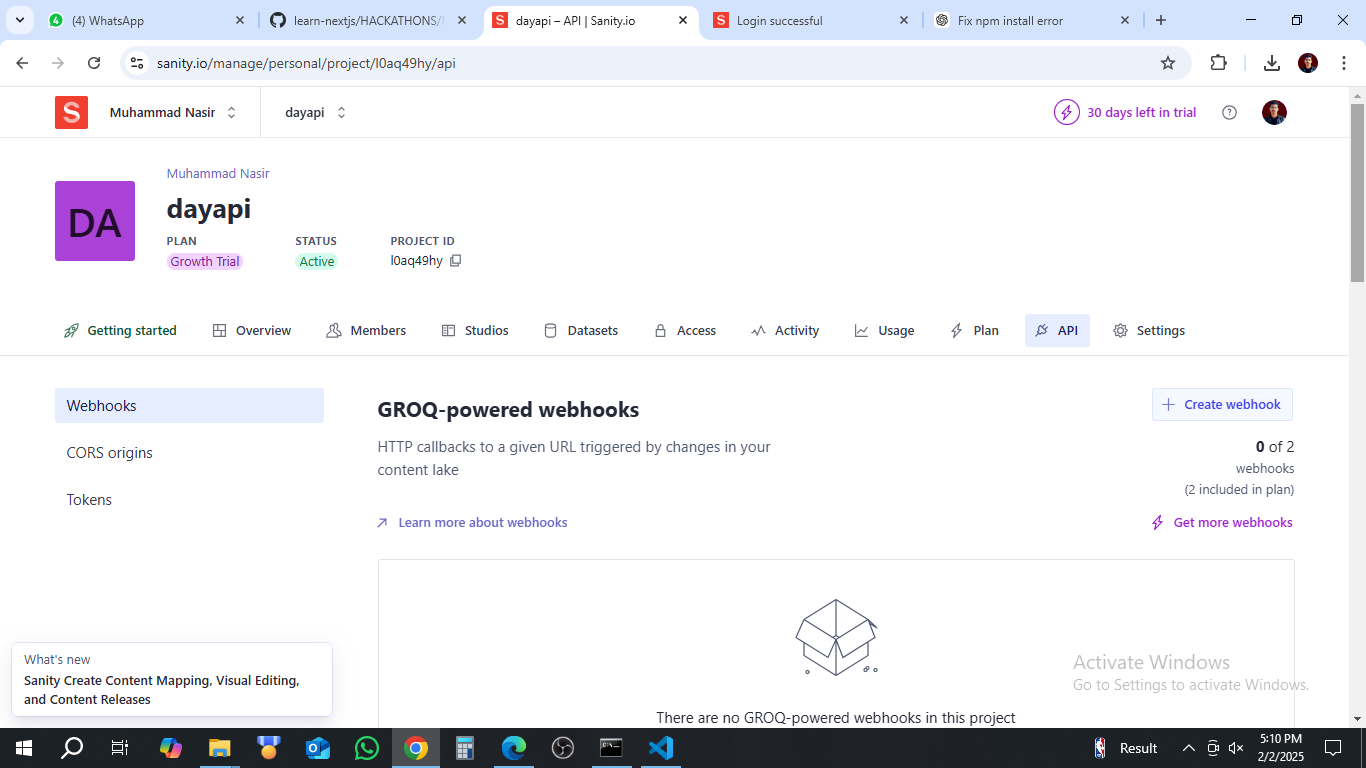 (4) WhatsApp
learn-nextjs/HACKATHONS/
dayapi – API | Sanity.io
Login successful
Fix npm install error
sanity.io/manage/personal/project/l0aq49hy/api
S
Muhammad Nasir
dayapi
30 days left in trial
Muhammad Nasir
DA
dayapi
PLAN
STATUS
PROJECT ID
Growth Trial
Active
l0aq49hy
Getting started
Overview
Members
Studios
Datasets
Access
Activity
Usage
Plan
API
Settings
Webhooks
CORS origins
Tokens
GROQ-powered webhooks
Create webhook
HTTP callbacks to a given URL triggered by changes in your
content lake
0 of 2
webhooks
(2 included in plan)
Learn more about webhooks
Get more webhooks
There are no GROQ-powered webhooks in this project
What's new
Sanity Create Content Mapping, Visual Editing,
and Content Releases
Activate Windows
Go to Settings to activate Windows.
Result
5:10 PM
2/2/2025